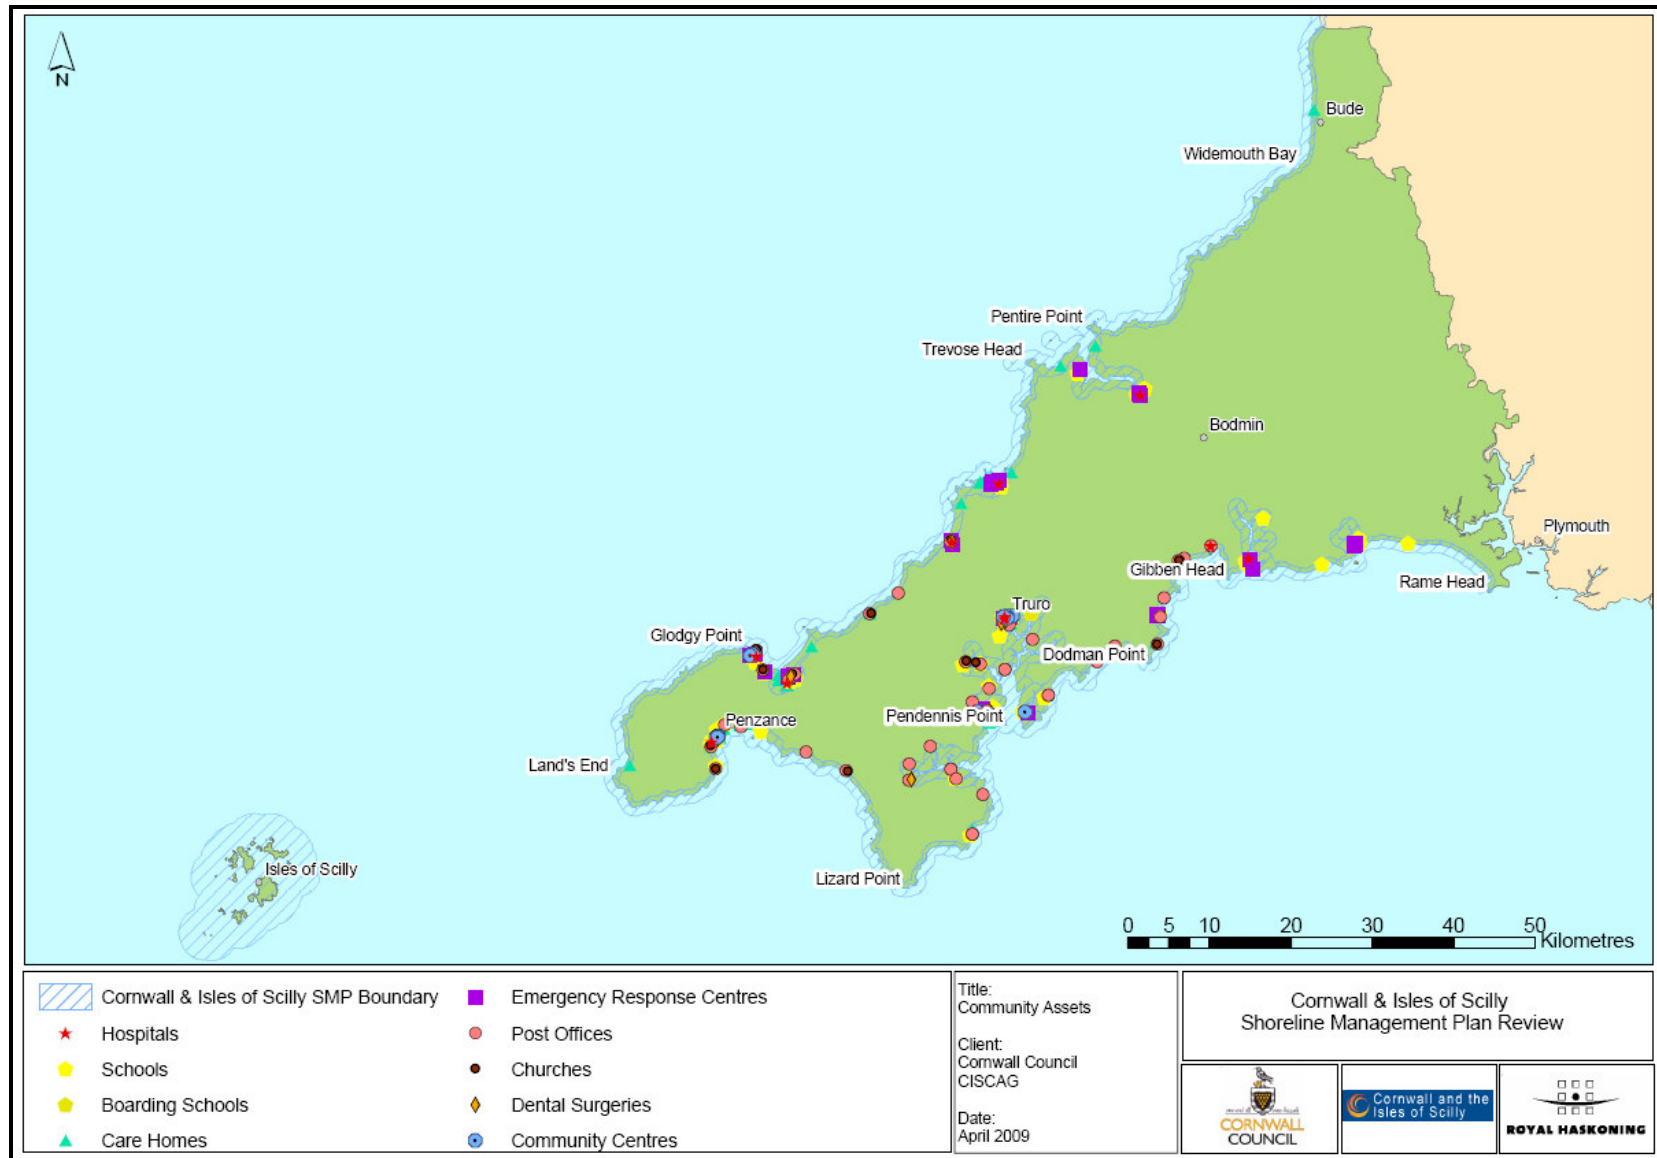 N
Bude
Widemouth Bay
Pentire Point
Trevose Head
Bodmin
Plymouth
Gibben Head
Rame Head
Truro
Glodgy Point
Dodman Point
Pendennis Point
Penzance
Land's End
Isles of Scilly
Lizard Point
0 5 10 20 30 40 50
Kilometres
Cornwall & Isles of Scilly SMP Boundary
Hospitals
Schools
Boarding Schools
Care Homes
Emergency Response Centres
Post Offices
Churches
Dental Surgeries
Community Centres
Title:
Community Assets
Client:
Cornwall Council
CISCAG
Date:
April 2009
Cornwall & Isles of Scilly
Shoreline Management Plan Review
CORNWALL
COUNCIL
Cornwall and the
Isles of Scilly
ROYAL HASKONING